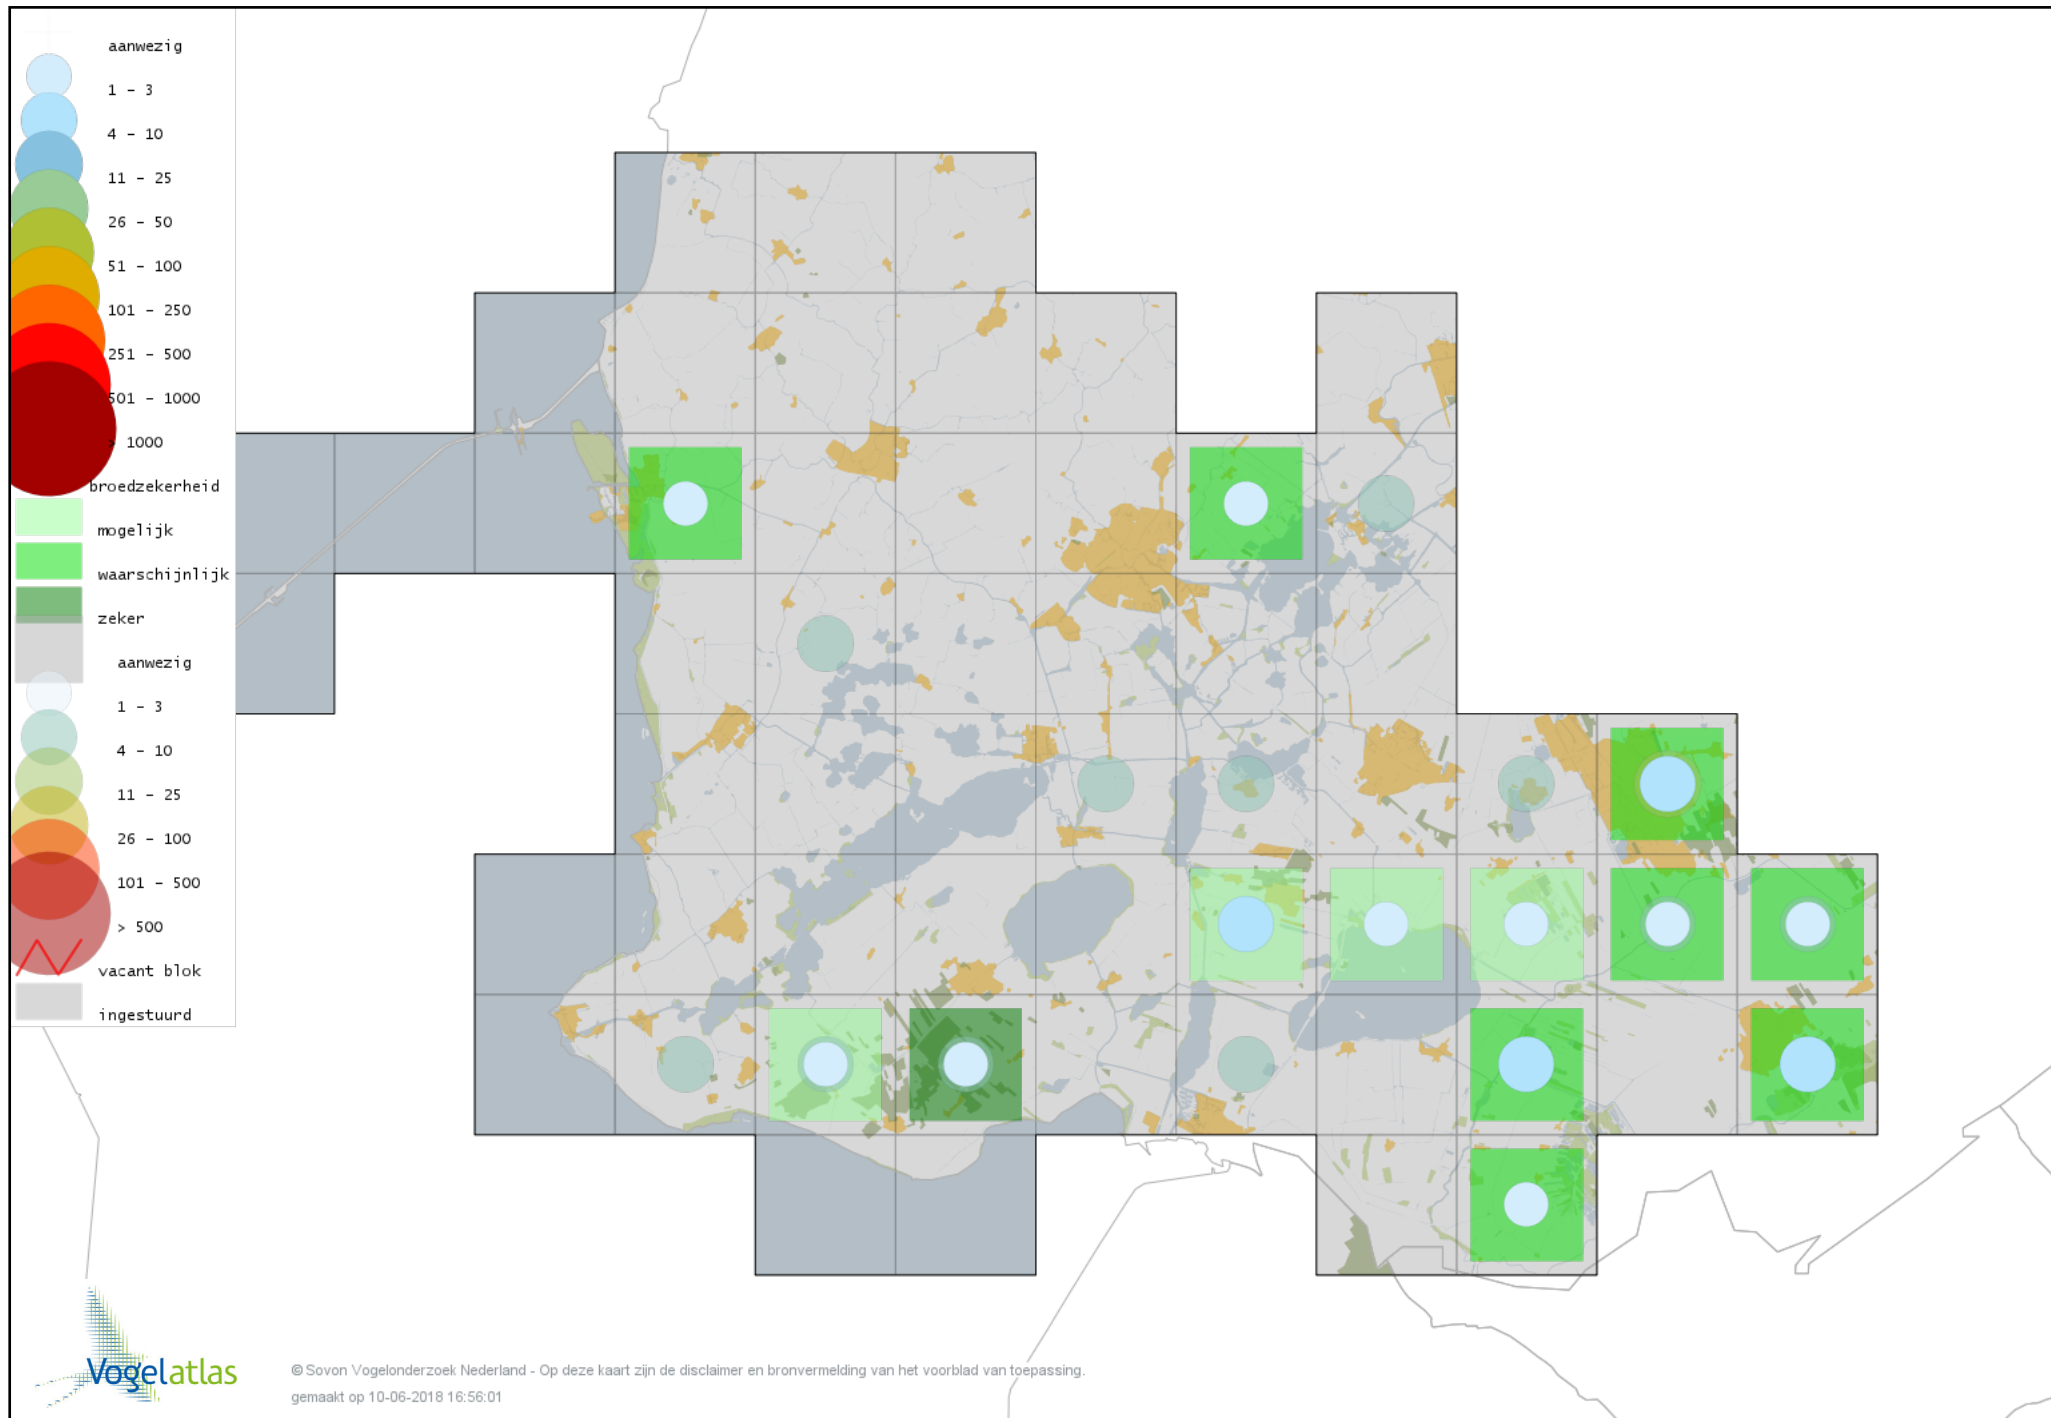 aanwezig
1 - 3
4 - 10
11 - 25
26 - 50
51 - 100
101 - 250
251 - 500
501 - 1000
> 1000
broedzekerheid
mogelijk
waarschijnlijk
zeker
aanwezig
1 - 3
4 - 10
11 - 25
26 - 100
101 - 500
> 500
vacant blok
ingestuurd
Vogelatlas
© Sovon Vogelonderzoek Nederland - Op deze kaart zijn de disclaimer en bronvermelding van het voorblad van toepassing.
gemaakt op 10-06-2018 16:56:01